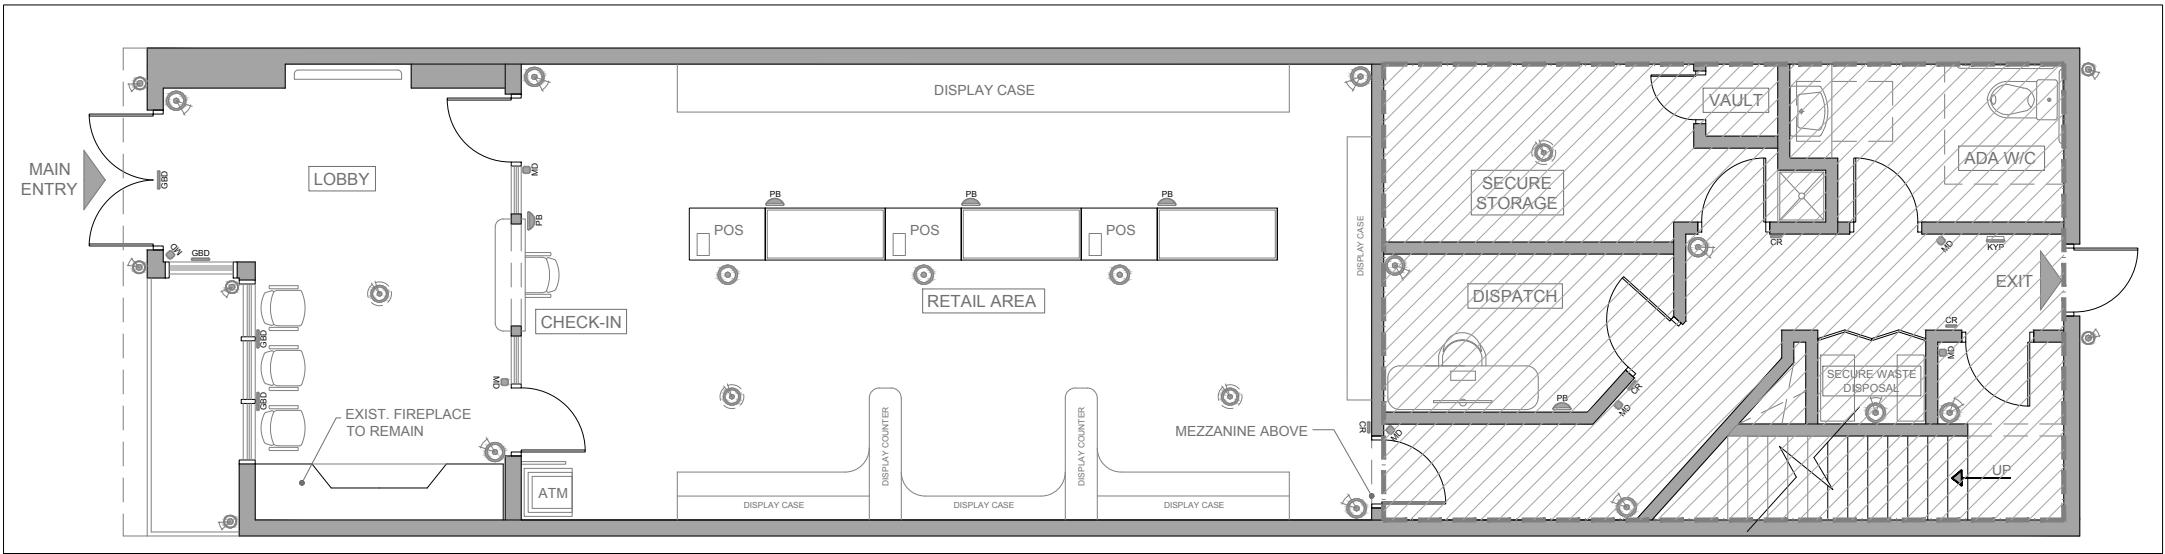 DISPLAY CASE
VAULT
MAIN
ENTRY
LOBBY
GBD
MD
PB
ADA W/C
SECURE
STORAGE
PB
PB
PB
POS
POS
POS
DISPLAY CASE
CR
MD
KYP
MD
GBD
EXIT
DISPATCH
RETAIL AREA
CHECK-IN
GBD
GBD
MD
CR
MD
SECURE WASTE
DISPOSAL
CR
MD
PB
EXIST. FIREPLACE
TO REMAIN
MEZZANINE ABOVE
CR
MD
DISPLAY COUNTER
DISPLAY COUNTER
UP
ATM
DISPLAY CASE
DISPLAY CASE
DISPLAY CASE